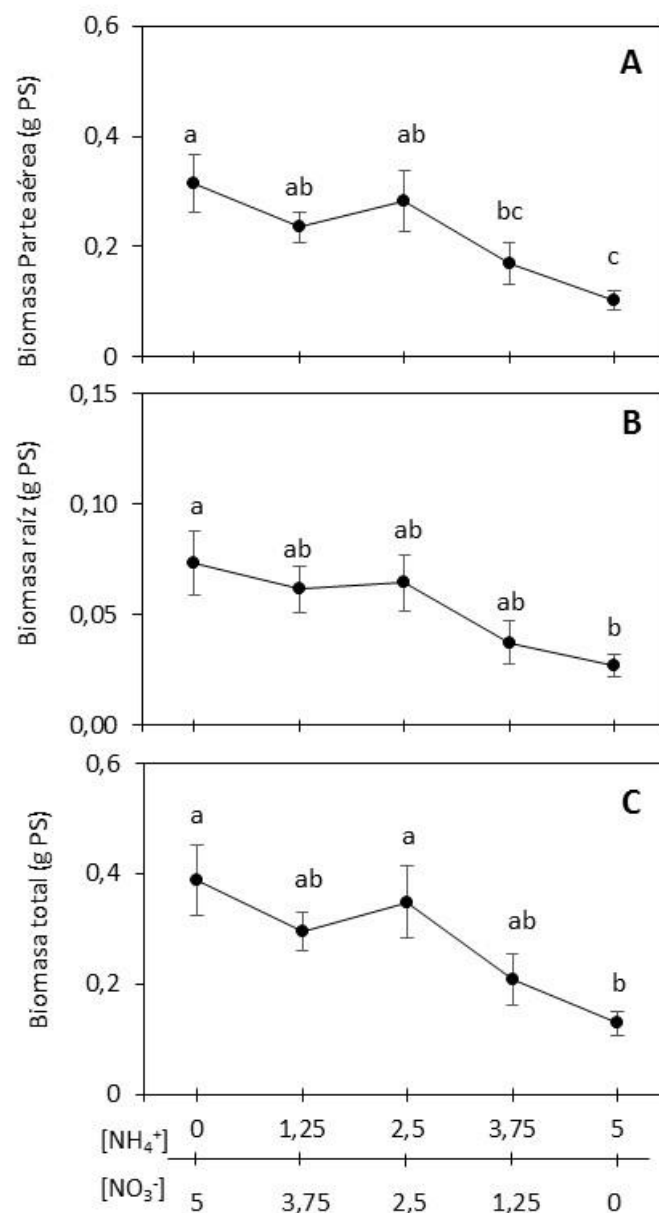 0,6
A
Biomasa Parte aérea (g PS)
a
ab
ab
bc
c
0,4
0,2
0
0,15
B
Biomasa raíz (g PS)
a
ab
ab
ab
b
0,10
0,05
0,00
0,6
C
Biomasa total (g PS)
a
ab
a
ab
b
0,4
0,2
0
[NH₄⁺] 0 1,25 2,5 3,75 5
[NO₃⁻] 5 3,75 2,5 1,25 0